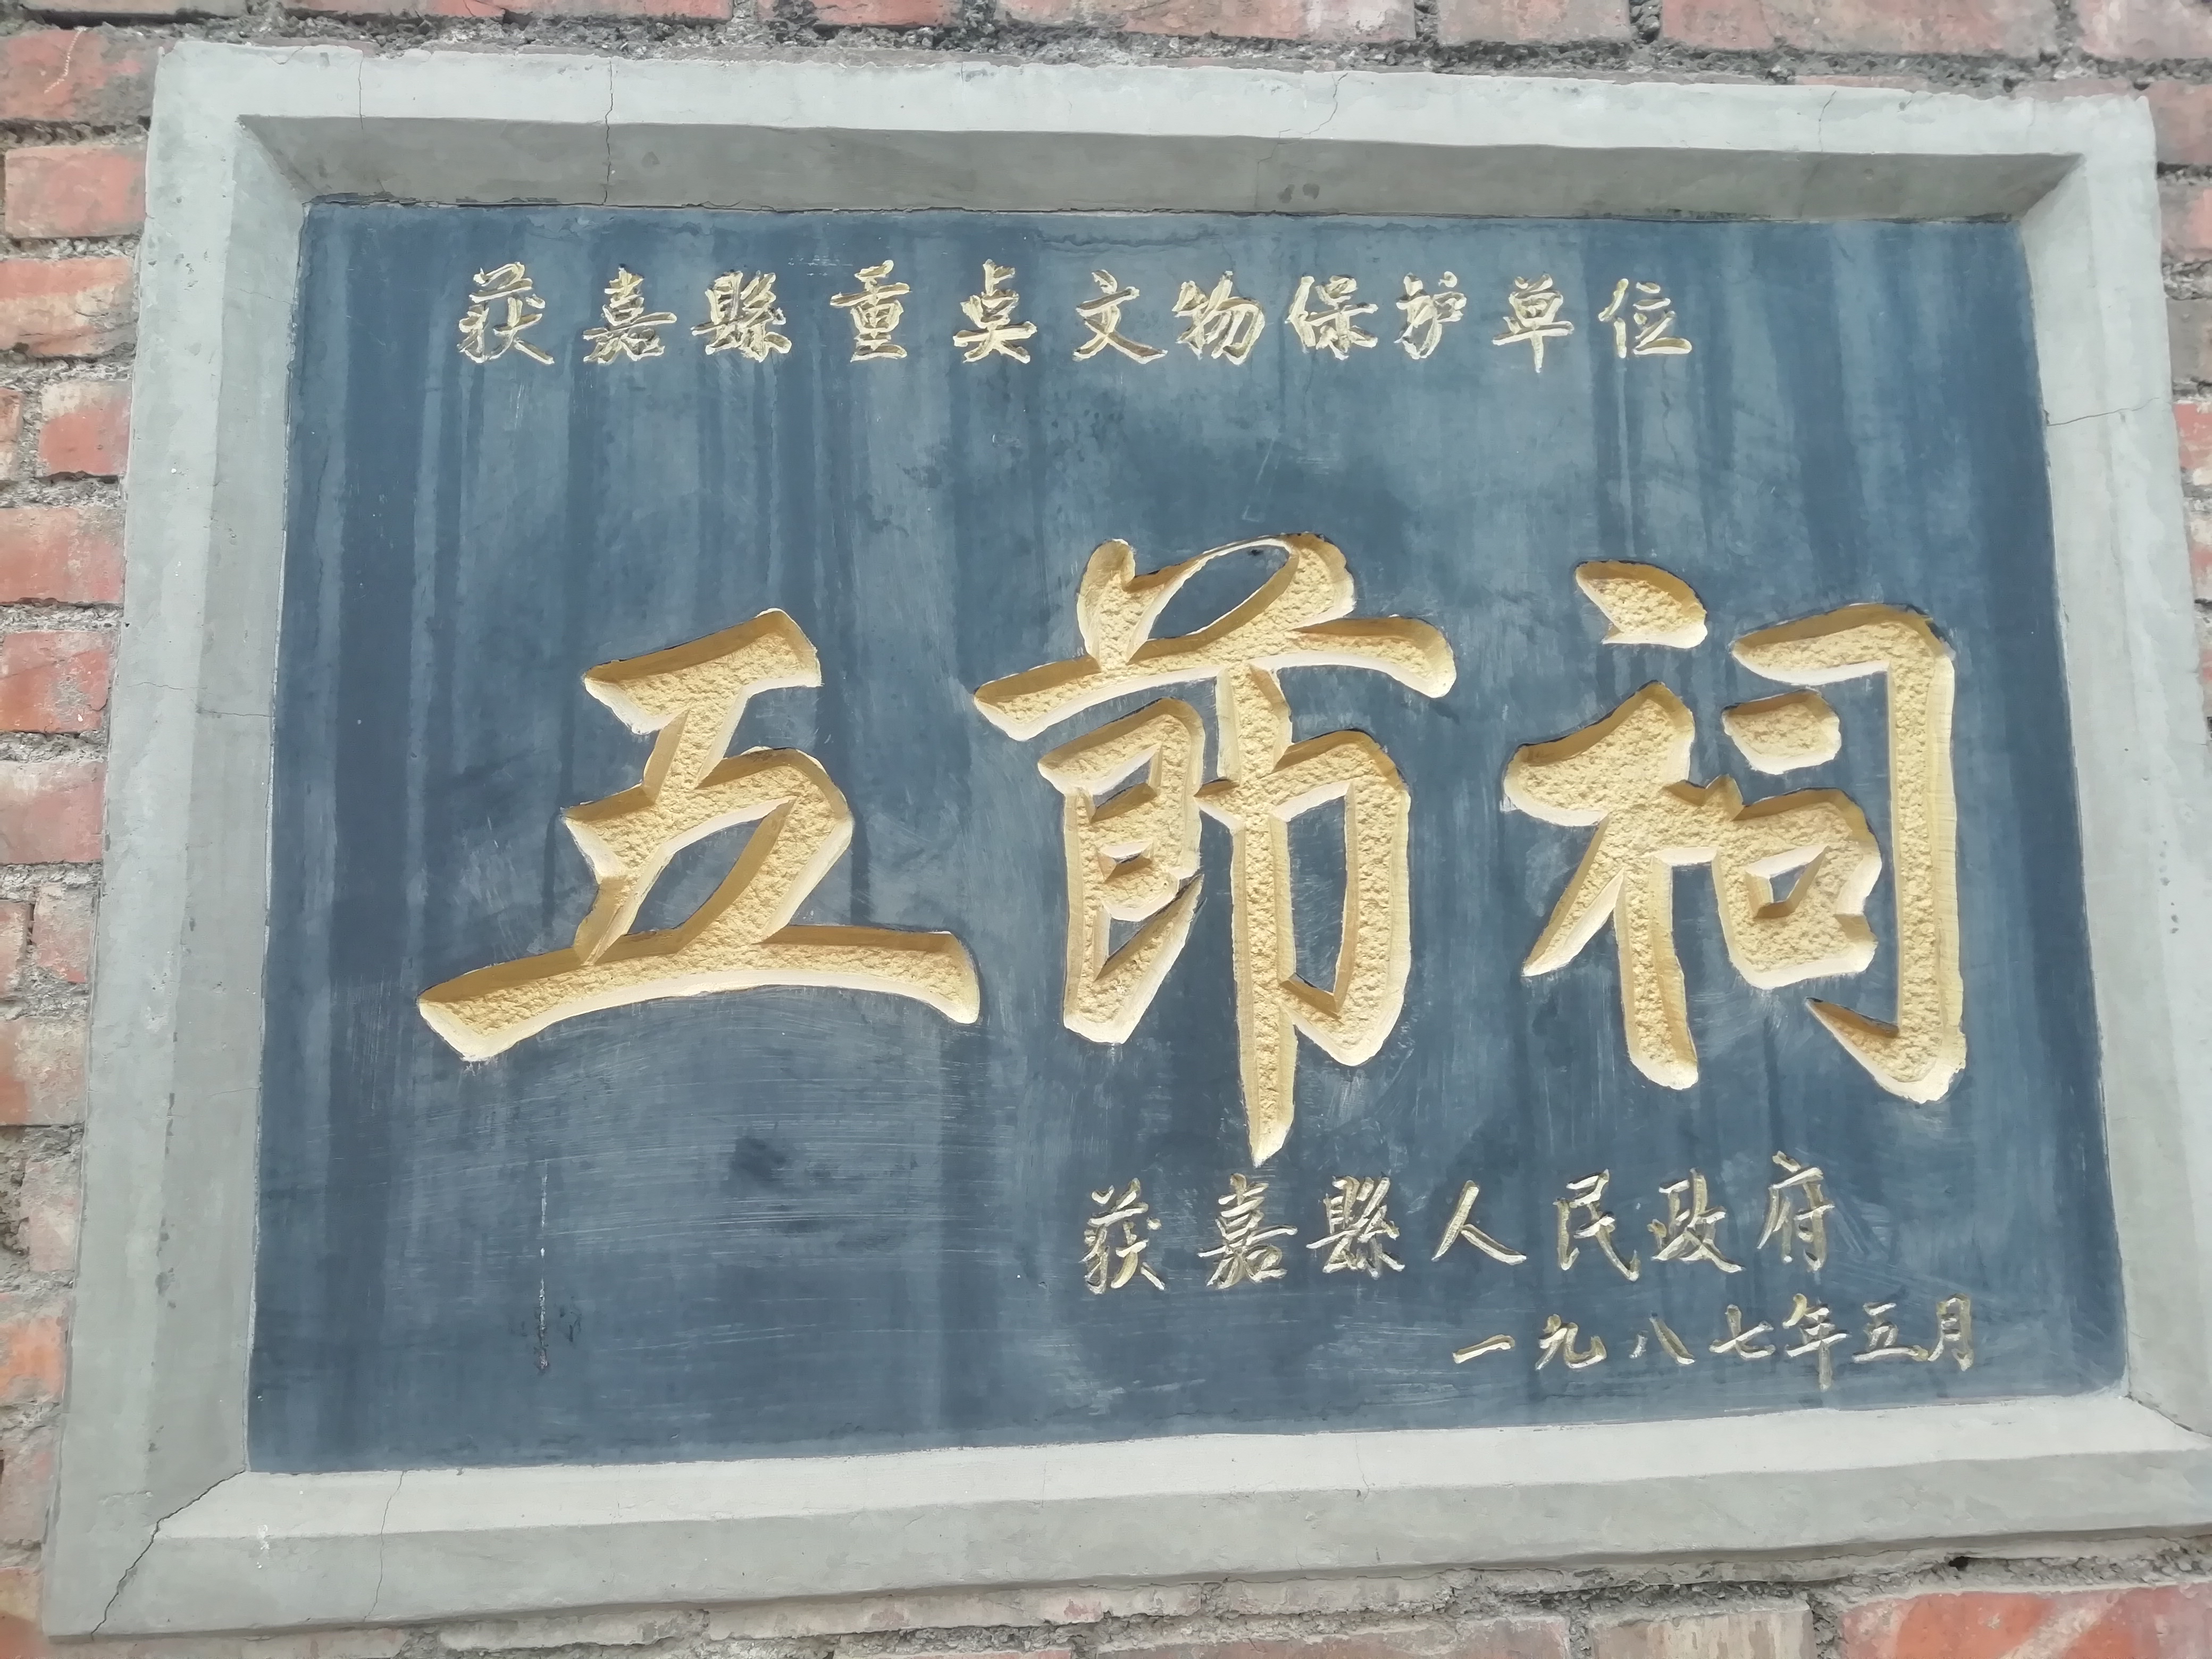 获嘉縣重点文物保护单位
五節祠
获嘉縣人民政府
一九八七年五月